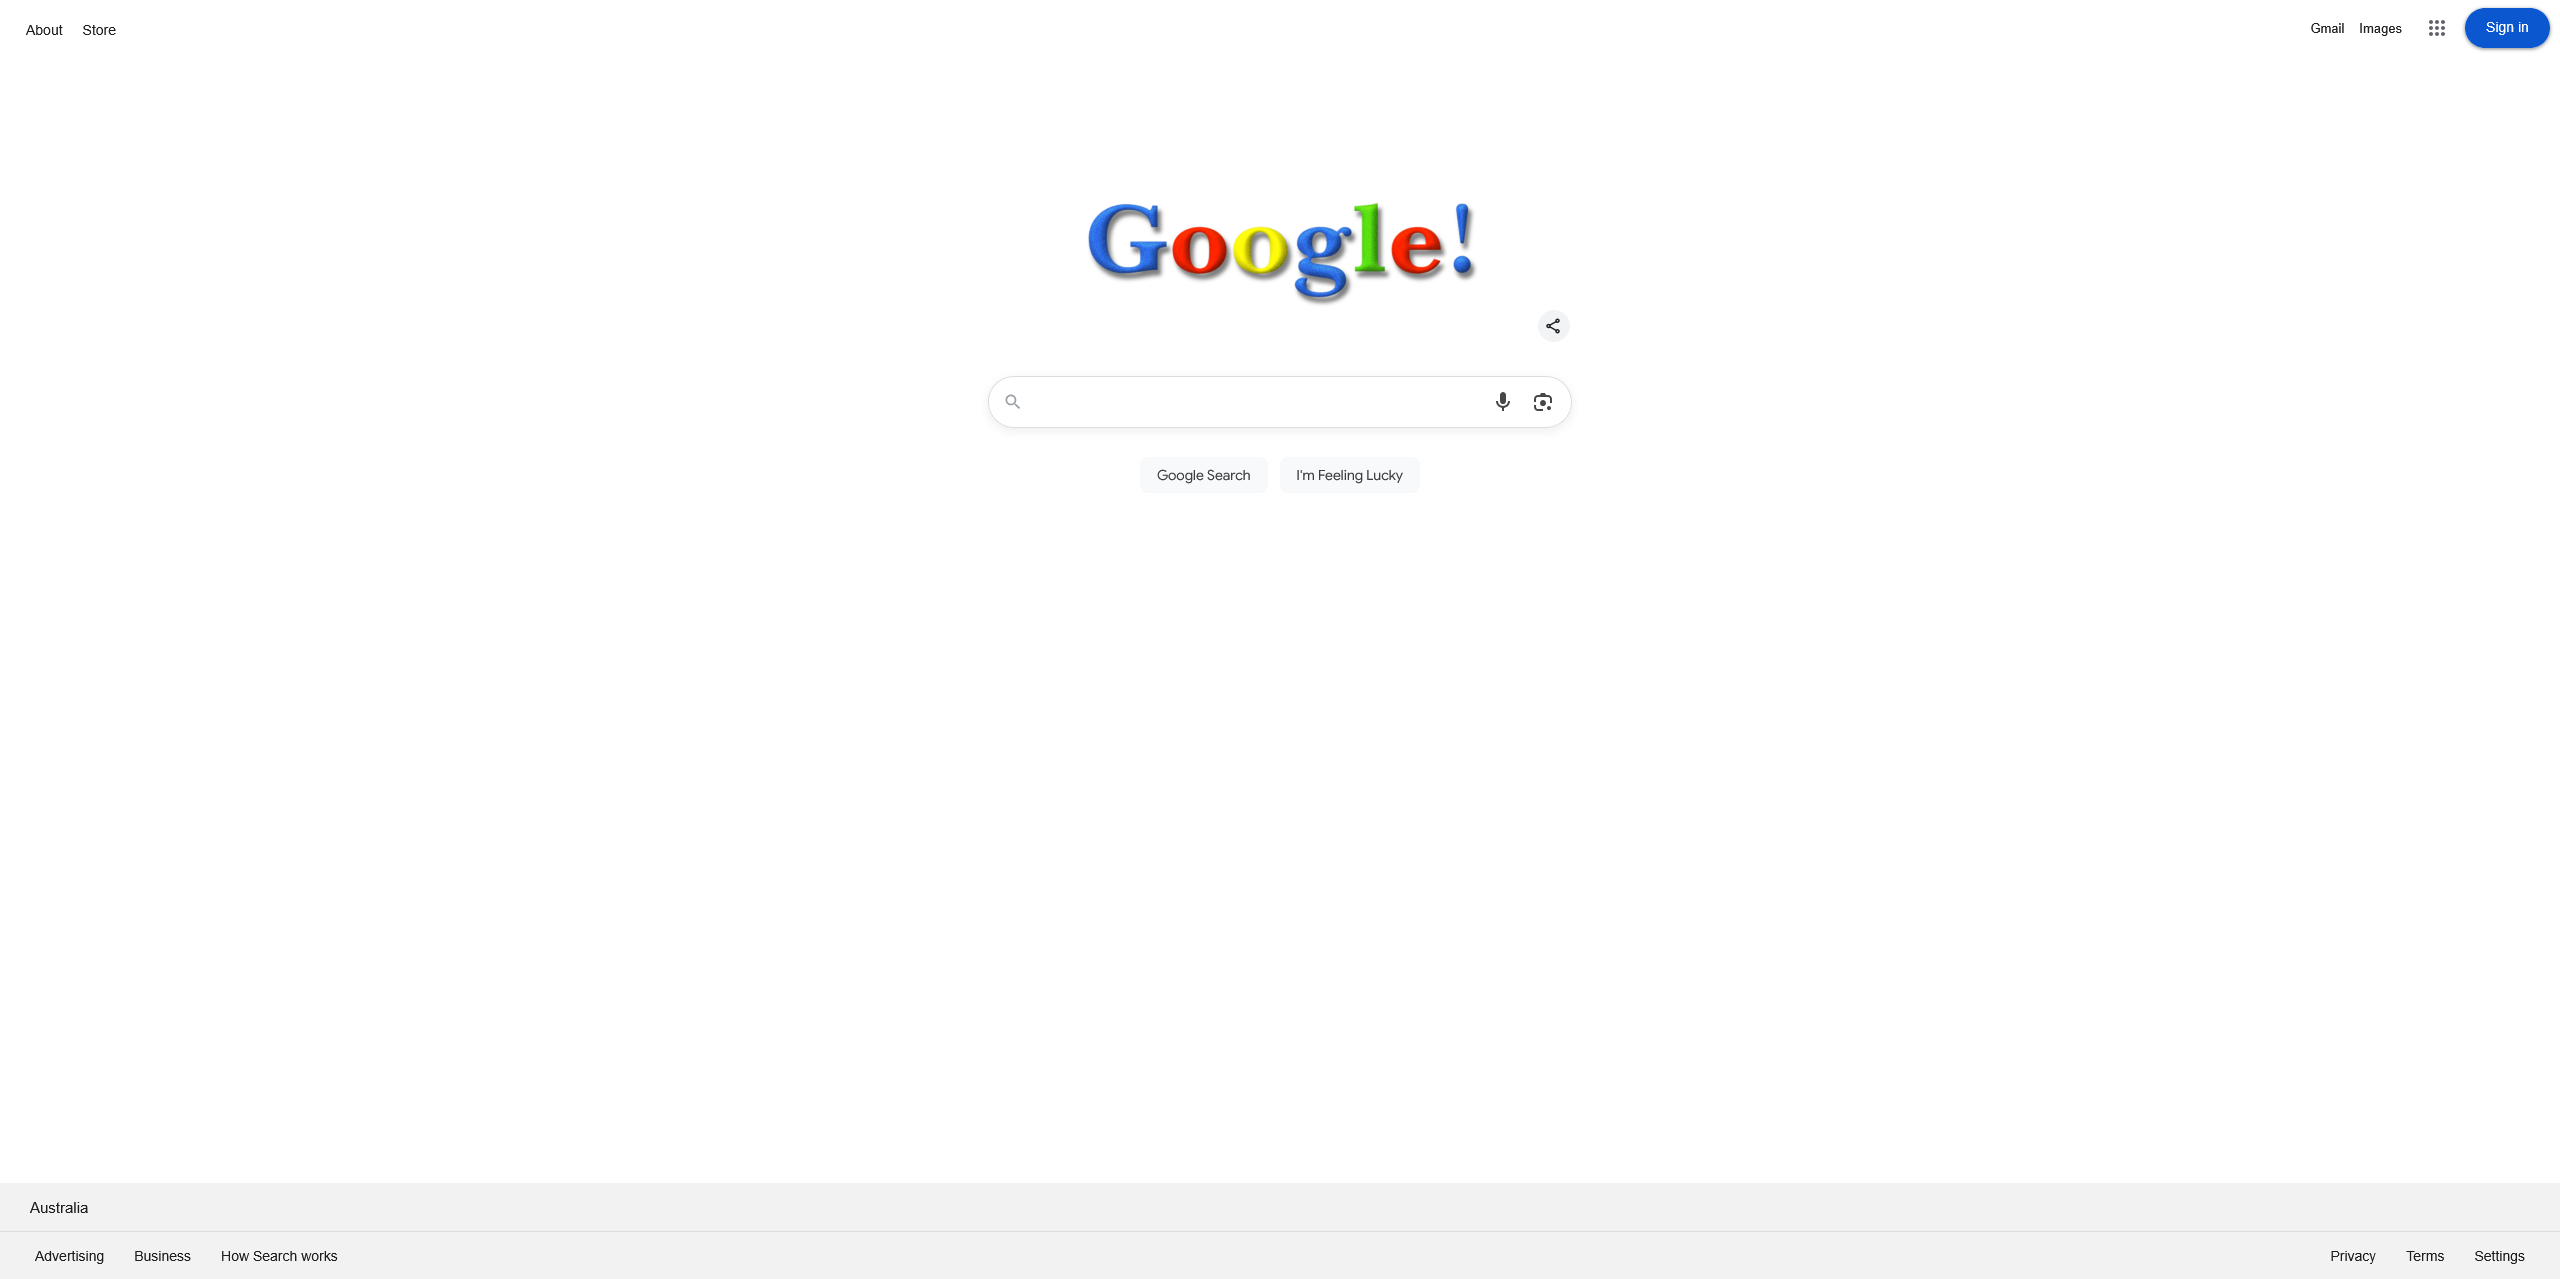 About Store Gmail Images Sign in
Google!
Google Search I'm Feeling Lucky
Australia
Advertising Business How Search works Privacy Terms Settings